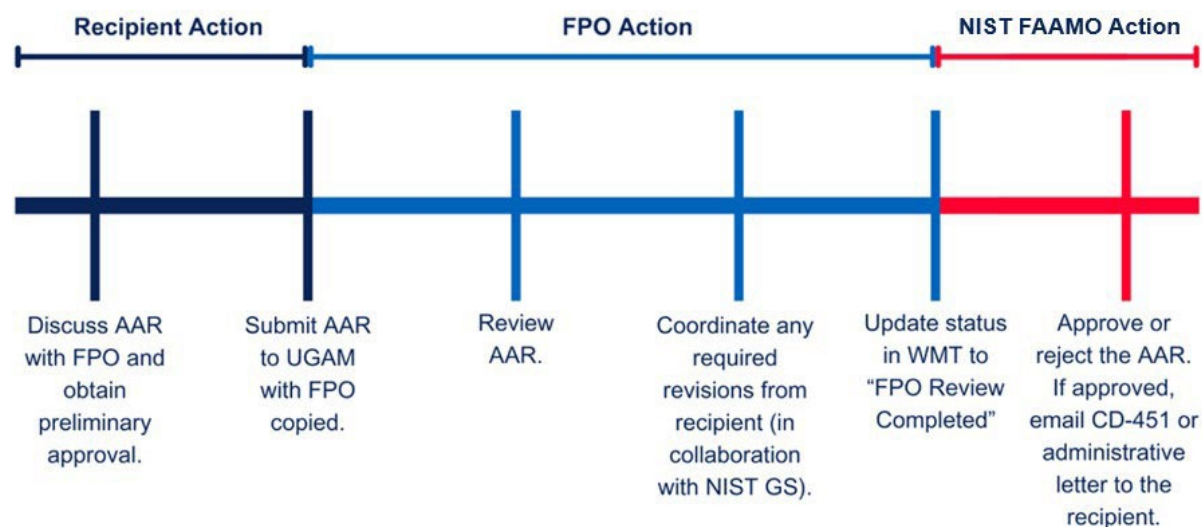 Recipient Action
FPO Action
NIST FAAMO Action
Discuss AAR
with FPO and
obtain
preliminary
approval.
Submit AAR
to UGAM
with FPO
copied.
Review
AAR.
Coordinate any
required
revisions from
recipient (in
collaboration
with NIST GS).
Update status
in WMT to
“FPO Review
Completed”
Approve or
reject the AAR.
If approved,
email CD-451 or
administrative
letter to the
recipient.